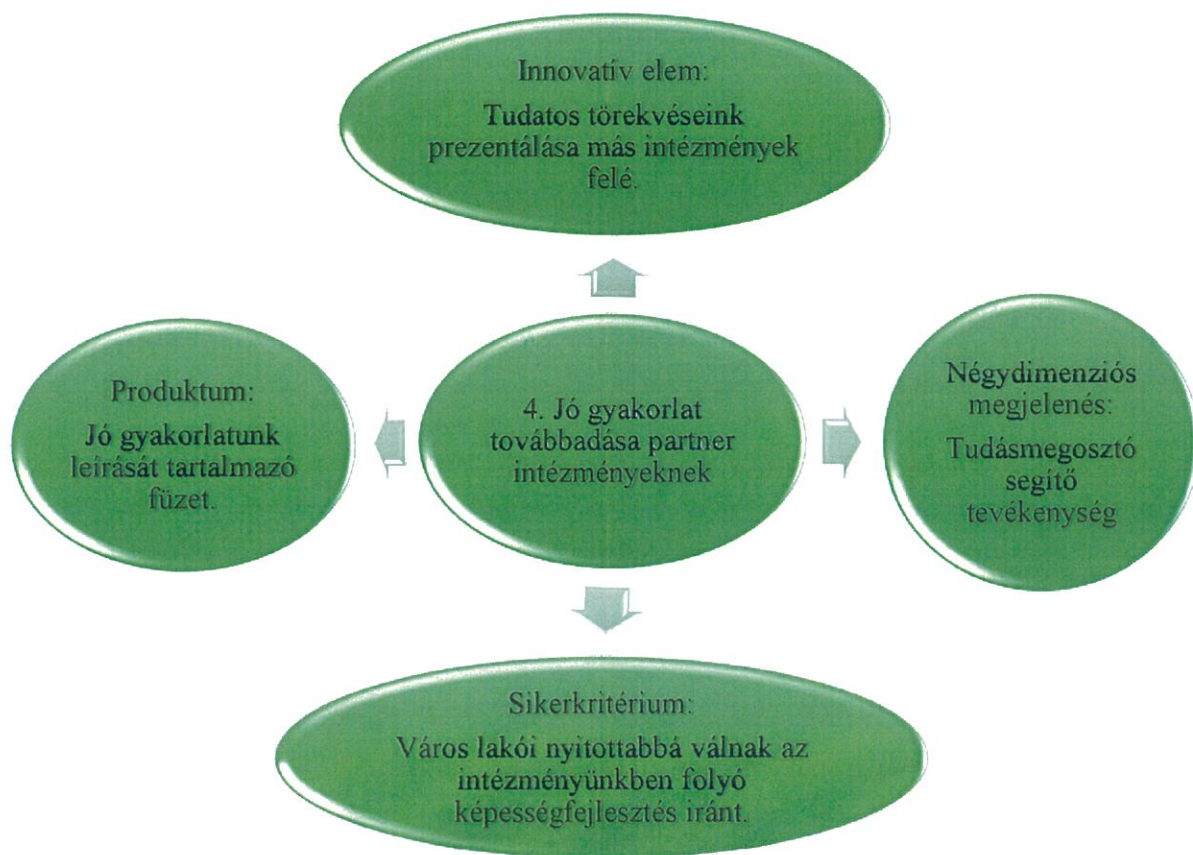 Innovatív elem:
Tudatos törekvéseink
prezentálása más intézmények
felé.
Produktum:
Jó gyakorlatunk
leírását tartalmazó
füzet.
4. Jó gyakorlat
továbbadása partner
intézményeknek
Négydimenziós
megjelenés:
Tudásmegosztó
segítő
tevékenység
Sikerkritérium:
Város lakói nyitottabbá válnak az
intézményünkben folyó
képességfejlesztés iránt.